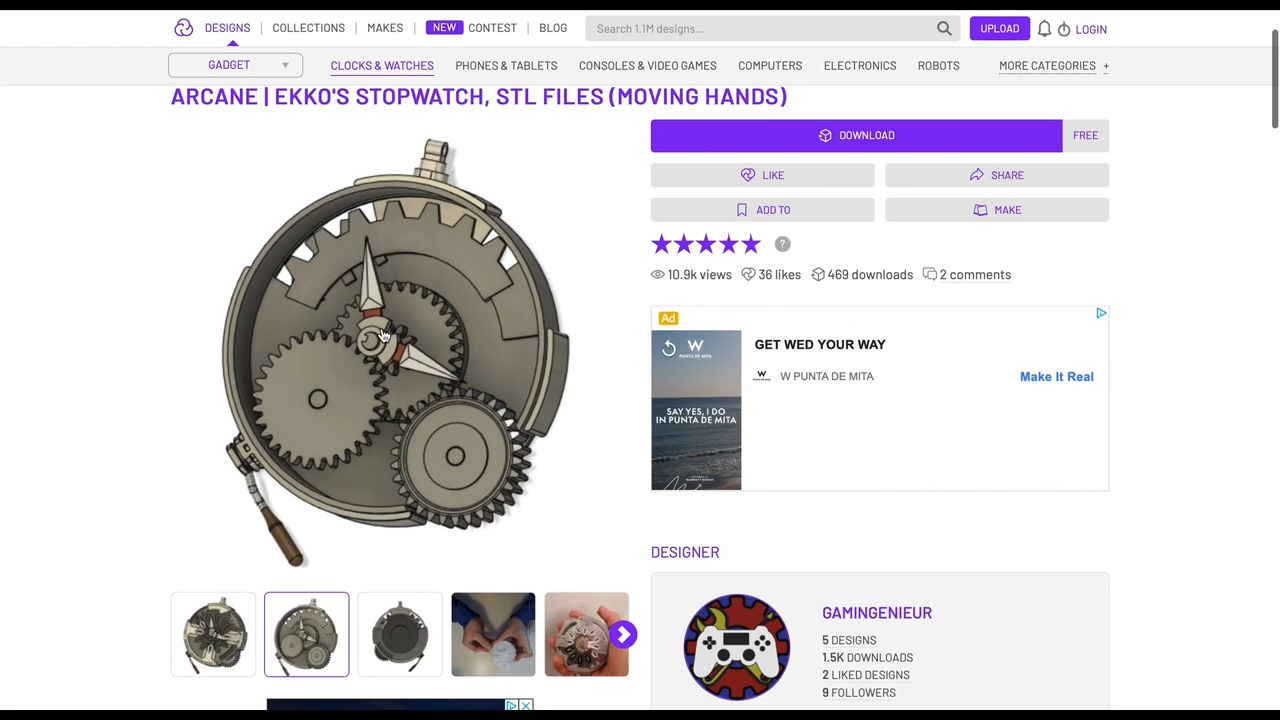 DESIGNS
COLLECTIONS
MAKES
NEW CONTEST
BLOG
Search 1.1M designs...
UPLOAD
LOGIN
GADGET
CLOCKS & WATCHES
PHONES & TABLETS
CONSOLES & VIDEO GAMES
COMPUTERS
ELECTRONICS
ROBOTS
MORE CATEGORIES +
ARCANE | EKKO'S STOPWATCH, STL FILES (MOVING HANDS)
DOWNLOAD
FREE
LIKE
SHARE
ADD TO
MAKE
?
10.9k views
36 likes
469 downloads
2 comments
Ad
W
PUNTA DE MITA
SAY YES, I DO
IN PUNTA DE MITA
GET WED YOUR WAY
W PUNTA DE MITA
Make It Real
DESIGNER
GAMINGENIEUR
5 DESIGNS
1.5K DOWNLOADS
2 LIKED DESIGNS
9 FOLLOWERS